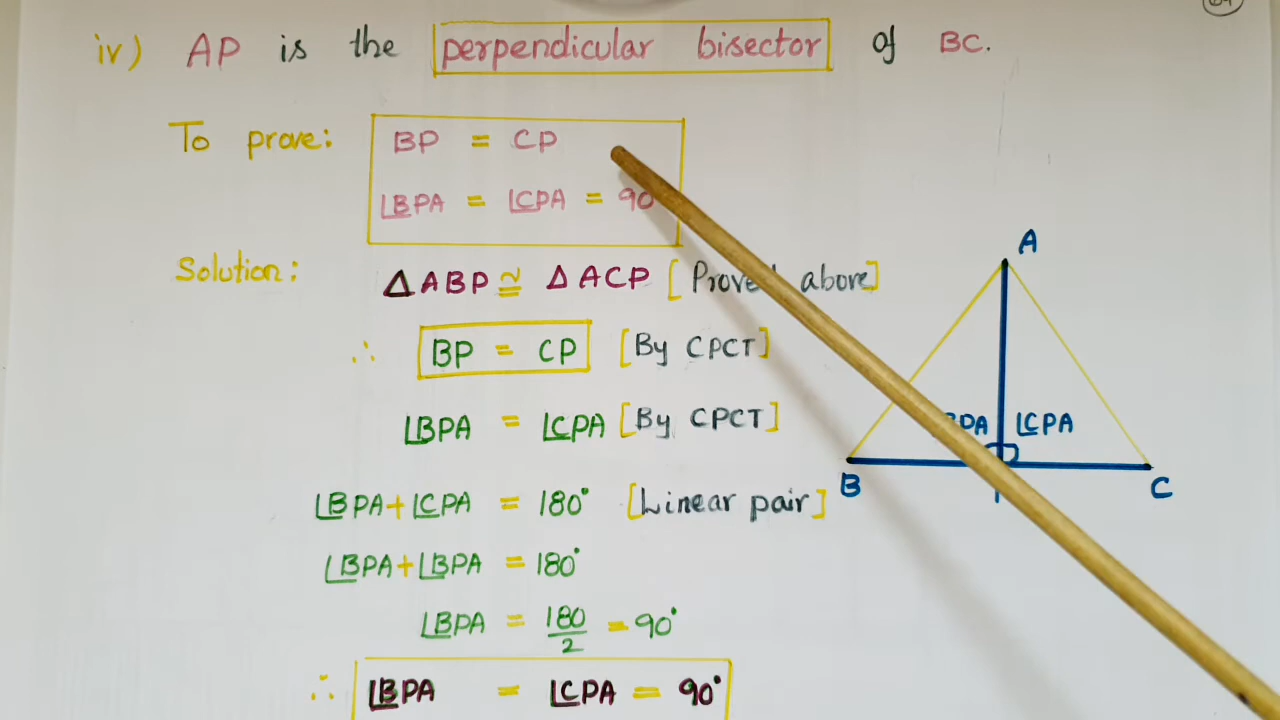 iv) AP is the perpendicular bisector of BC.
To prove: BP = CP
∠BPA = ∠CPA = 90
Solution: ΔABP ≅ ΔACP [Proved above]
∴ BP = CP [By CPCT]
∠BPA = ∠CPA [By CPCT]
∠BPA+∠CPA = 180° [Linear pair]
∠BPA+∠BPA = 180°
∠BPA = 180/2 = 90°
∴ ∠BPA = ∠CPA = 90°
A
∠CPA
B
C